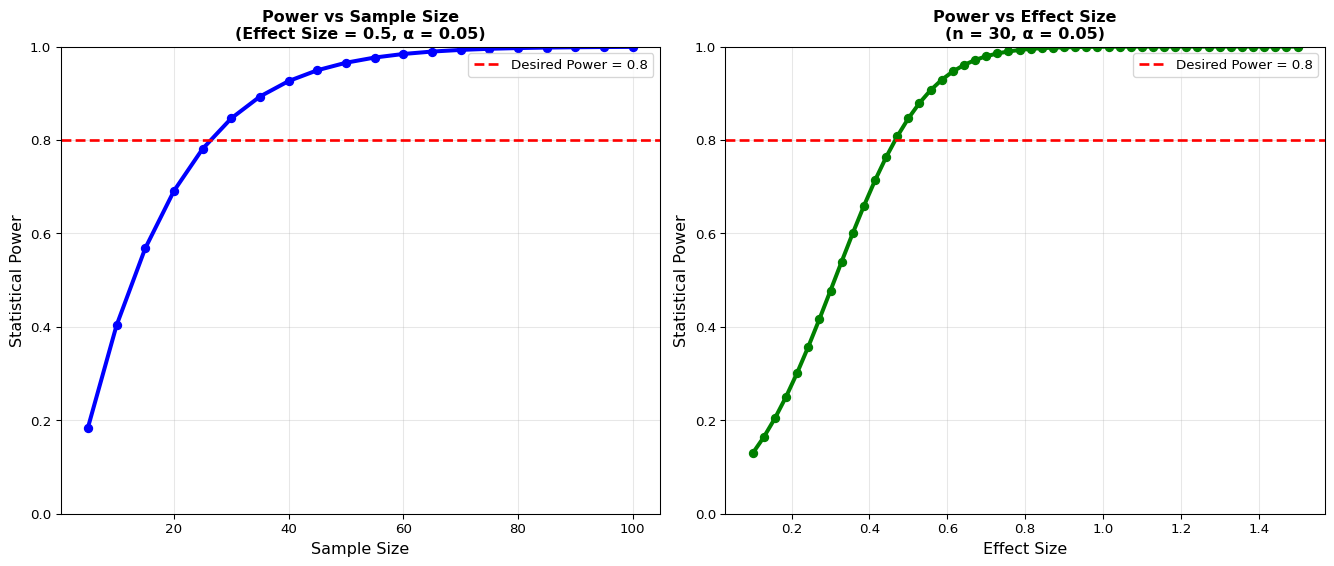 Power vs Sample Size
(Effect Size = 0.5, α = 0.05)
1.0
0.8
0.6
0.4
0.2
0.0
Statistical Power
Desired Power = 0.8
20
40
60
80
100
Sample Size
Power vs Effect Size
(n = 30, α = 0.05)
1.0
0.8
0.6
0.4
0.2
0.0
Statistical Power
Desired Power = 0.8
0.2
0.4
0.6
0.8
1.0
1.2
1.4
Effect Size